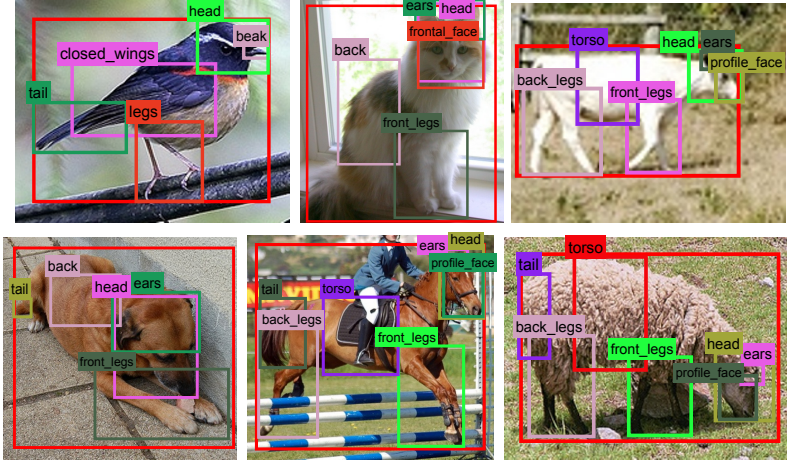 head
beak
closed_wings
tail
legs
ears
head
frontal_face
back
front_legs
torso
head
ears
profile_face
back_legs
front_legs
back
tail
head
ears
front_legs
ears
head
profile_face
tail
torso
back_legs
front_legs
torso
tail
back_legs
front_legs
head
ears
profile_face